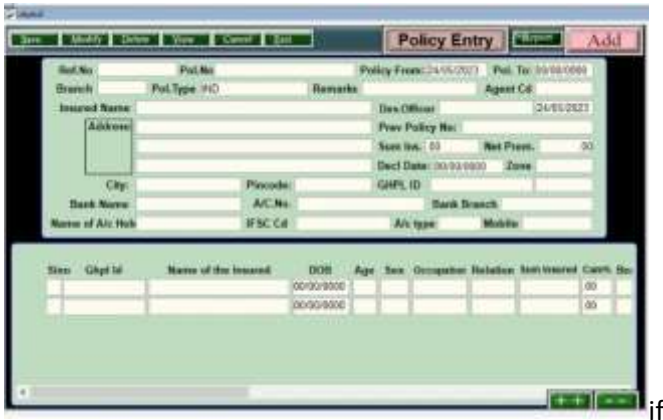 Save Modify Delete View Cancel Exit Policy Entry Report Add
Ref.No Pol.No Policy From: 24/05/2023 Pol. To: 00/00/0000
Branch Pol.Type IND Remarks Agent Cd
Insured Name Dev.Officer 24/05/2023
Address Prev Policy No:
Sum Ins. 00 Net Prem. 00
Decl Date: 00/00/0000 Zone
City: Pincode: GHPL ID
Bank Name A/C.No. Bank Branch
Name of A/c Holr IFSC Cd A/c type Mobile
Slno Ghpl Id Name of the Insured DOB Age Sex Occupation Relation Sum Insured
00/00/0000 00
00/00/0000 00
++ --
if